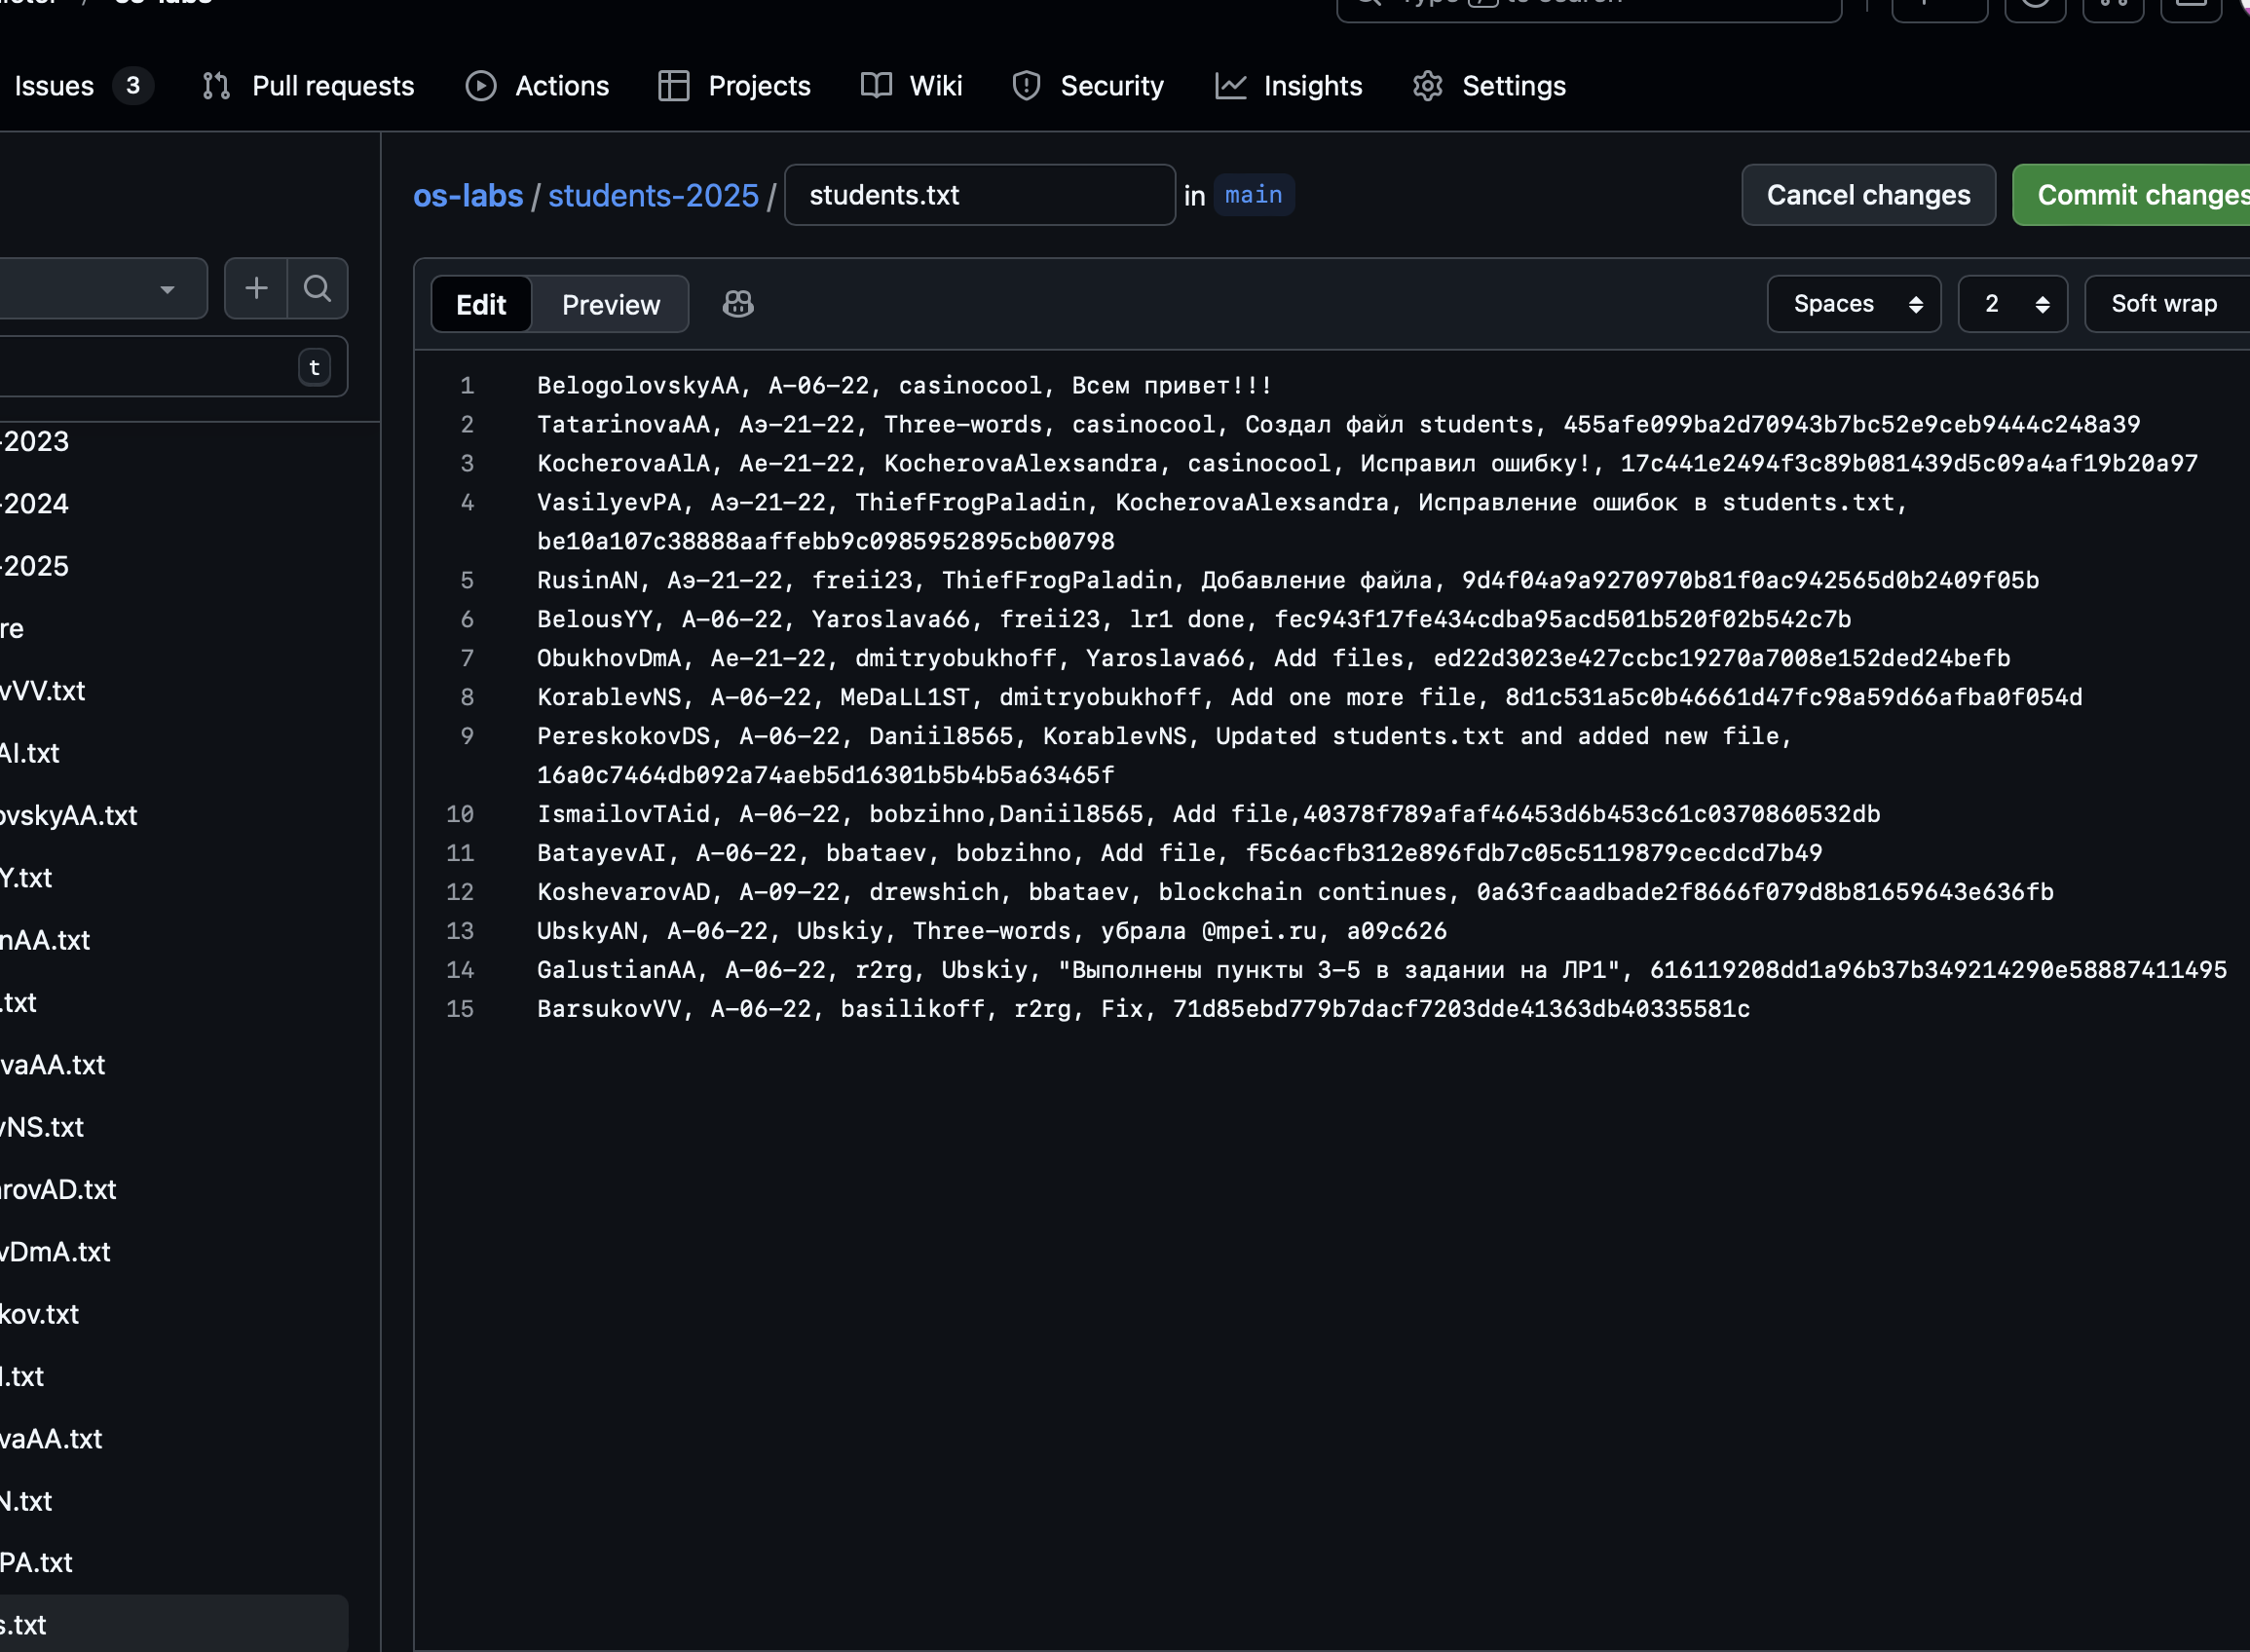 os-labs
Type / to search
Issues 3 Pull requests Actions Projects Wiki Security Insights Settings
os-labs / students-2025 / students.txt in main Cancel changes Commit changes
Edit Preview Spaces 2 Soft wrap
t
-2023
-2024
-2025
re
vVV.txt
AI.txt
ovskyAA.txt
Y.txt
nAA.txt
.txt
vaAA.txt
vNS.txt
rovAD.txt
vDmA.txt
kov.txt
.txt
vaAA.txt
N.txt
PA.txt
s.txt
1 BelogolovskyAA, A-06-22, casinocool, Всем привет!!!
2 TatarinovaAA, Аэ-21-22, Three-words, casinocool, Создал файл students, 455afe099ba2d70943b7bc52e9ceb9444c248a39
3 KocherovaAlA, Ае-21-22, KocherovaAlexsandra, casinocool, Исправил ошибку!, 17c441e2494f3c89b081439d5c09a4af19b20a97
4 VasilyevPA, Аэ-21-22, ThiefFrogPaladin, KocherovaAlexsandra, Исправление ошибок в students.txt,
be10a107c38888aaffebb9c0985952895cb00798
5 RusinAN, Аэ-21-22, freii23, ThiefFrogPaladin, Добавление файла, 9d4f04a9a9270970b81f0ac942565d0b2409f05b
6 BelousYY, A-06-22, Yaroslava66, freii23, lr1 done, fec943f17fe434cdba95acd501b520f02b542c7b
7 ObukhovDmA, Ae-21-22, dmitryobukhoff, Yaroslava66, Add files, ed22d3023e427ccbc19270a7008e152ded24befb
8 KorablevNS, A-06-22, MeDaLL1ST, dmitryobukhoff, Add one more file, 8d1c531a5c0b46661d47fc98a59d66afba0f054d
9 PereskokovDS, A-06-22, Daniil8565, KorablevNS, Updated students.txt and added new file,
16a0c7464db092a74aeb5d16301b5b4b5a63465f
10 IsmailovTAid, A-06-22, bobzihno,Daniil8565, Add file,40378f789afaf46453d6b453c61c0370860532db
11 BatayevAI, A-06-22, bbataev, bobzihno, Add file, f5c6acfb312e896fdb7c05c5119879cecdcd7b49
12 KoshevarovAD, A-09-22, drewshich, bbataev, blockchain continues, 0a63fcaadbade2f8666f079d8b81659643e636fb
13 UbskyAN, A-06-22, Ubskiy, Three-words, убрала @mpei.ru, a09c626
14 GalustianAA, A-06-22, r2rg, Ubskiy, "Выполнены пункты 3-5 в задании на ЛР1", 616119208dd1a96b37b349214290e58887411495
15 BarsukovVV, A-06-22, basilikoff, r2rg, Fix, 71d85ebd779b7dacf7203dde41363db40335581c